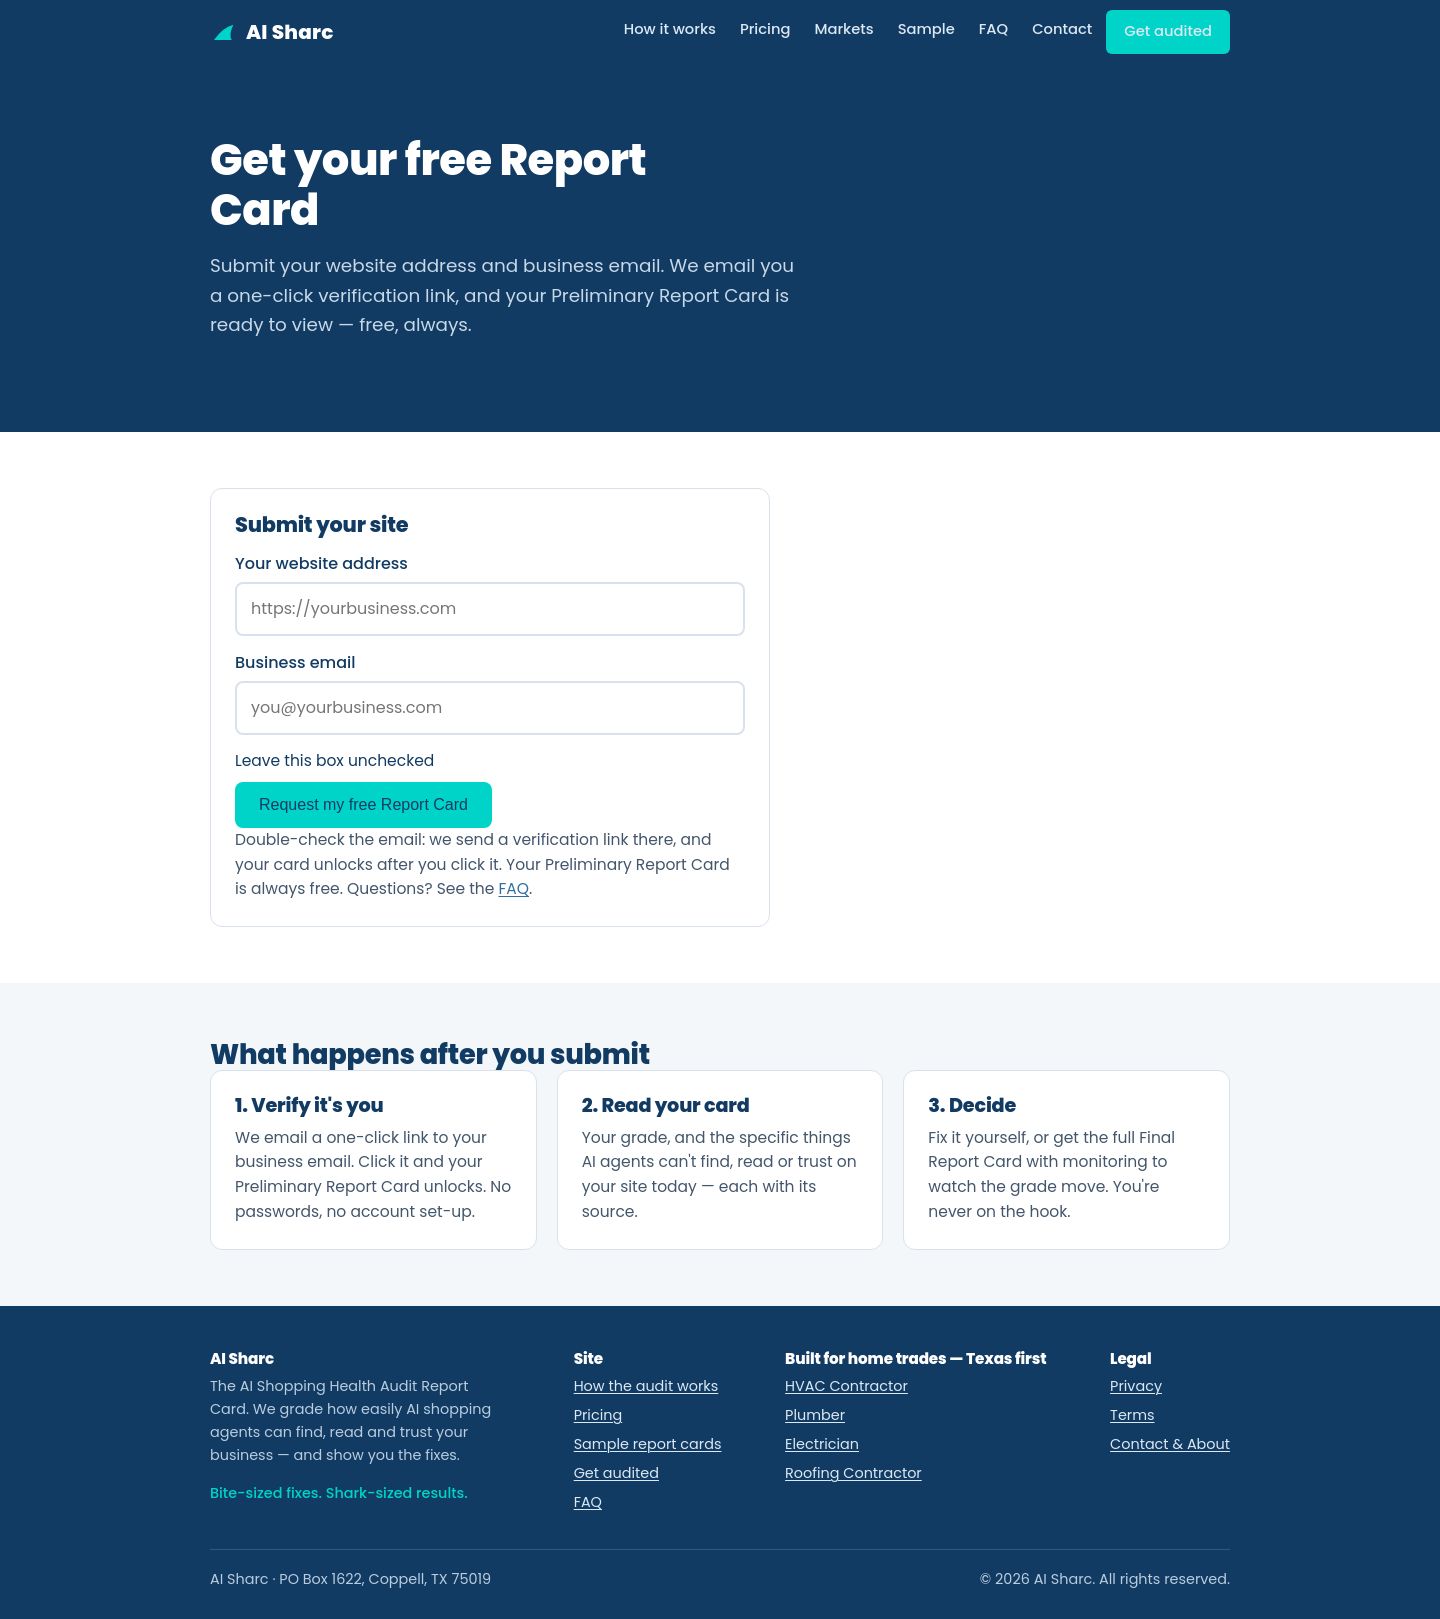 AI Sharc
How it works
Pricing
Markets
Sample
FAQ
Contact
Get audited
Get your free Report
Card
Submit your website address and business email. We email you
a one-click verification link, and your Preliminary Report Card is
ready to view — free, always.
Submit your site
Your website address
https://yourbusiness.com
Business email
you@yourbusiness.com
Leave this box unchecked
Request my free Report Card
Double-check the email: we send a verification link there, and
your card unlocks after you click it. Your Preliminary Report Card
is always free. Questions? See the FAQ.
What happens after you submit
1. Verify it's you
We email a one-click link to your
business email. Click it and your
Preliminary Report Card unlocks. No
passwords, no account set-up.
2. Read your card
Your grade, and the specific things
AI agents can't find, read or trust on
your site today — each with its
source.
3. Decide
Fix it yourself, or get the full Final
Report Card with monitoring to
watch the grade move. You're
never on the hook.
AI Sharc
The AI Shopping Health Audit Report
Card. We grade how easily AI shopping
agents can find, read and trust your
business — and show you the fixes.
Bite-sized fixes. Shark-sized results.
Site
How the audit works
Pricing
Sample report cards
Get audited
FAQ
Built for home trades — Texas first
HVAC Contractor
Plumber
Electrician
Roofing Contractor
Legal
Privacy
Terms
Contact & About
AI Sharc · PO Box 1622, Coppell, TX 75019
© 2026 AI Sharc. All rights reserved.